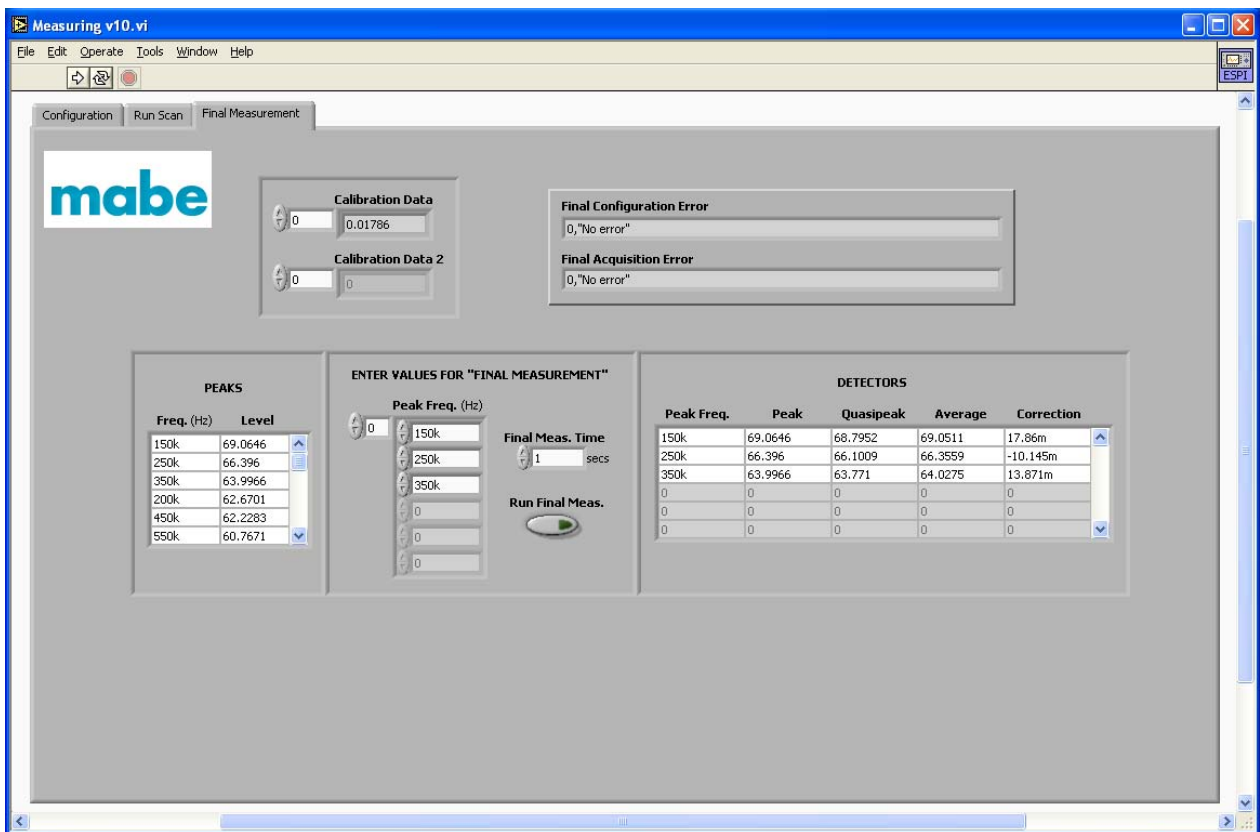 Measuring v10.vi
File Edit Operate Tools Window Help
ESPI
Configuration Run Scan Final Measurement
mabe
Calibration Data
0 0.01786
Calibration Data 2
0 0
Final Configuration Error
0,"No error"
Final Acquisition Error
0,"No error"
PEAKS
Freq. (Hz) Level
150k 69.0646
250k 66.396
350k 63.9966
200k 62.6701
450k 62.2283
550k 60.7671
ENTER VALUES FOR "FINAL MEASUREMENT"
Peak Freq. (Hz)
0 150k
250k
350k
0
0
0
Final Meas. Time
1 secs
Run Final Meas.
DETECTORS
Peak Freq. Peak Quasipeak Average Correction
150k 69.0646 68.7952 69.0511 17.86m
250k 66.396 66.1009 66.3559 -10.145m
350k 63.9966 63.771 64.0275 13.871m
0 0 0 0 0
0 0 0 0 0
0 0 0 0 0